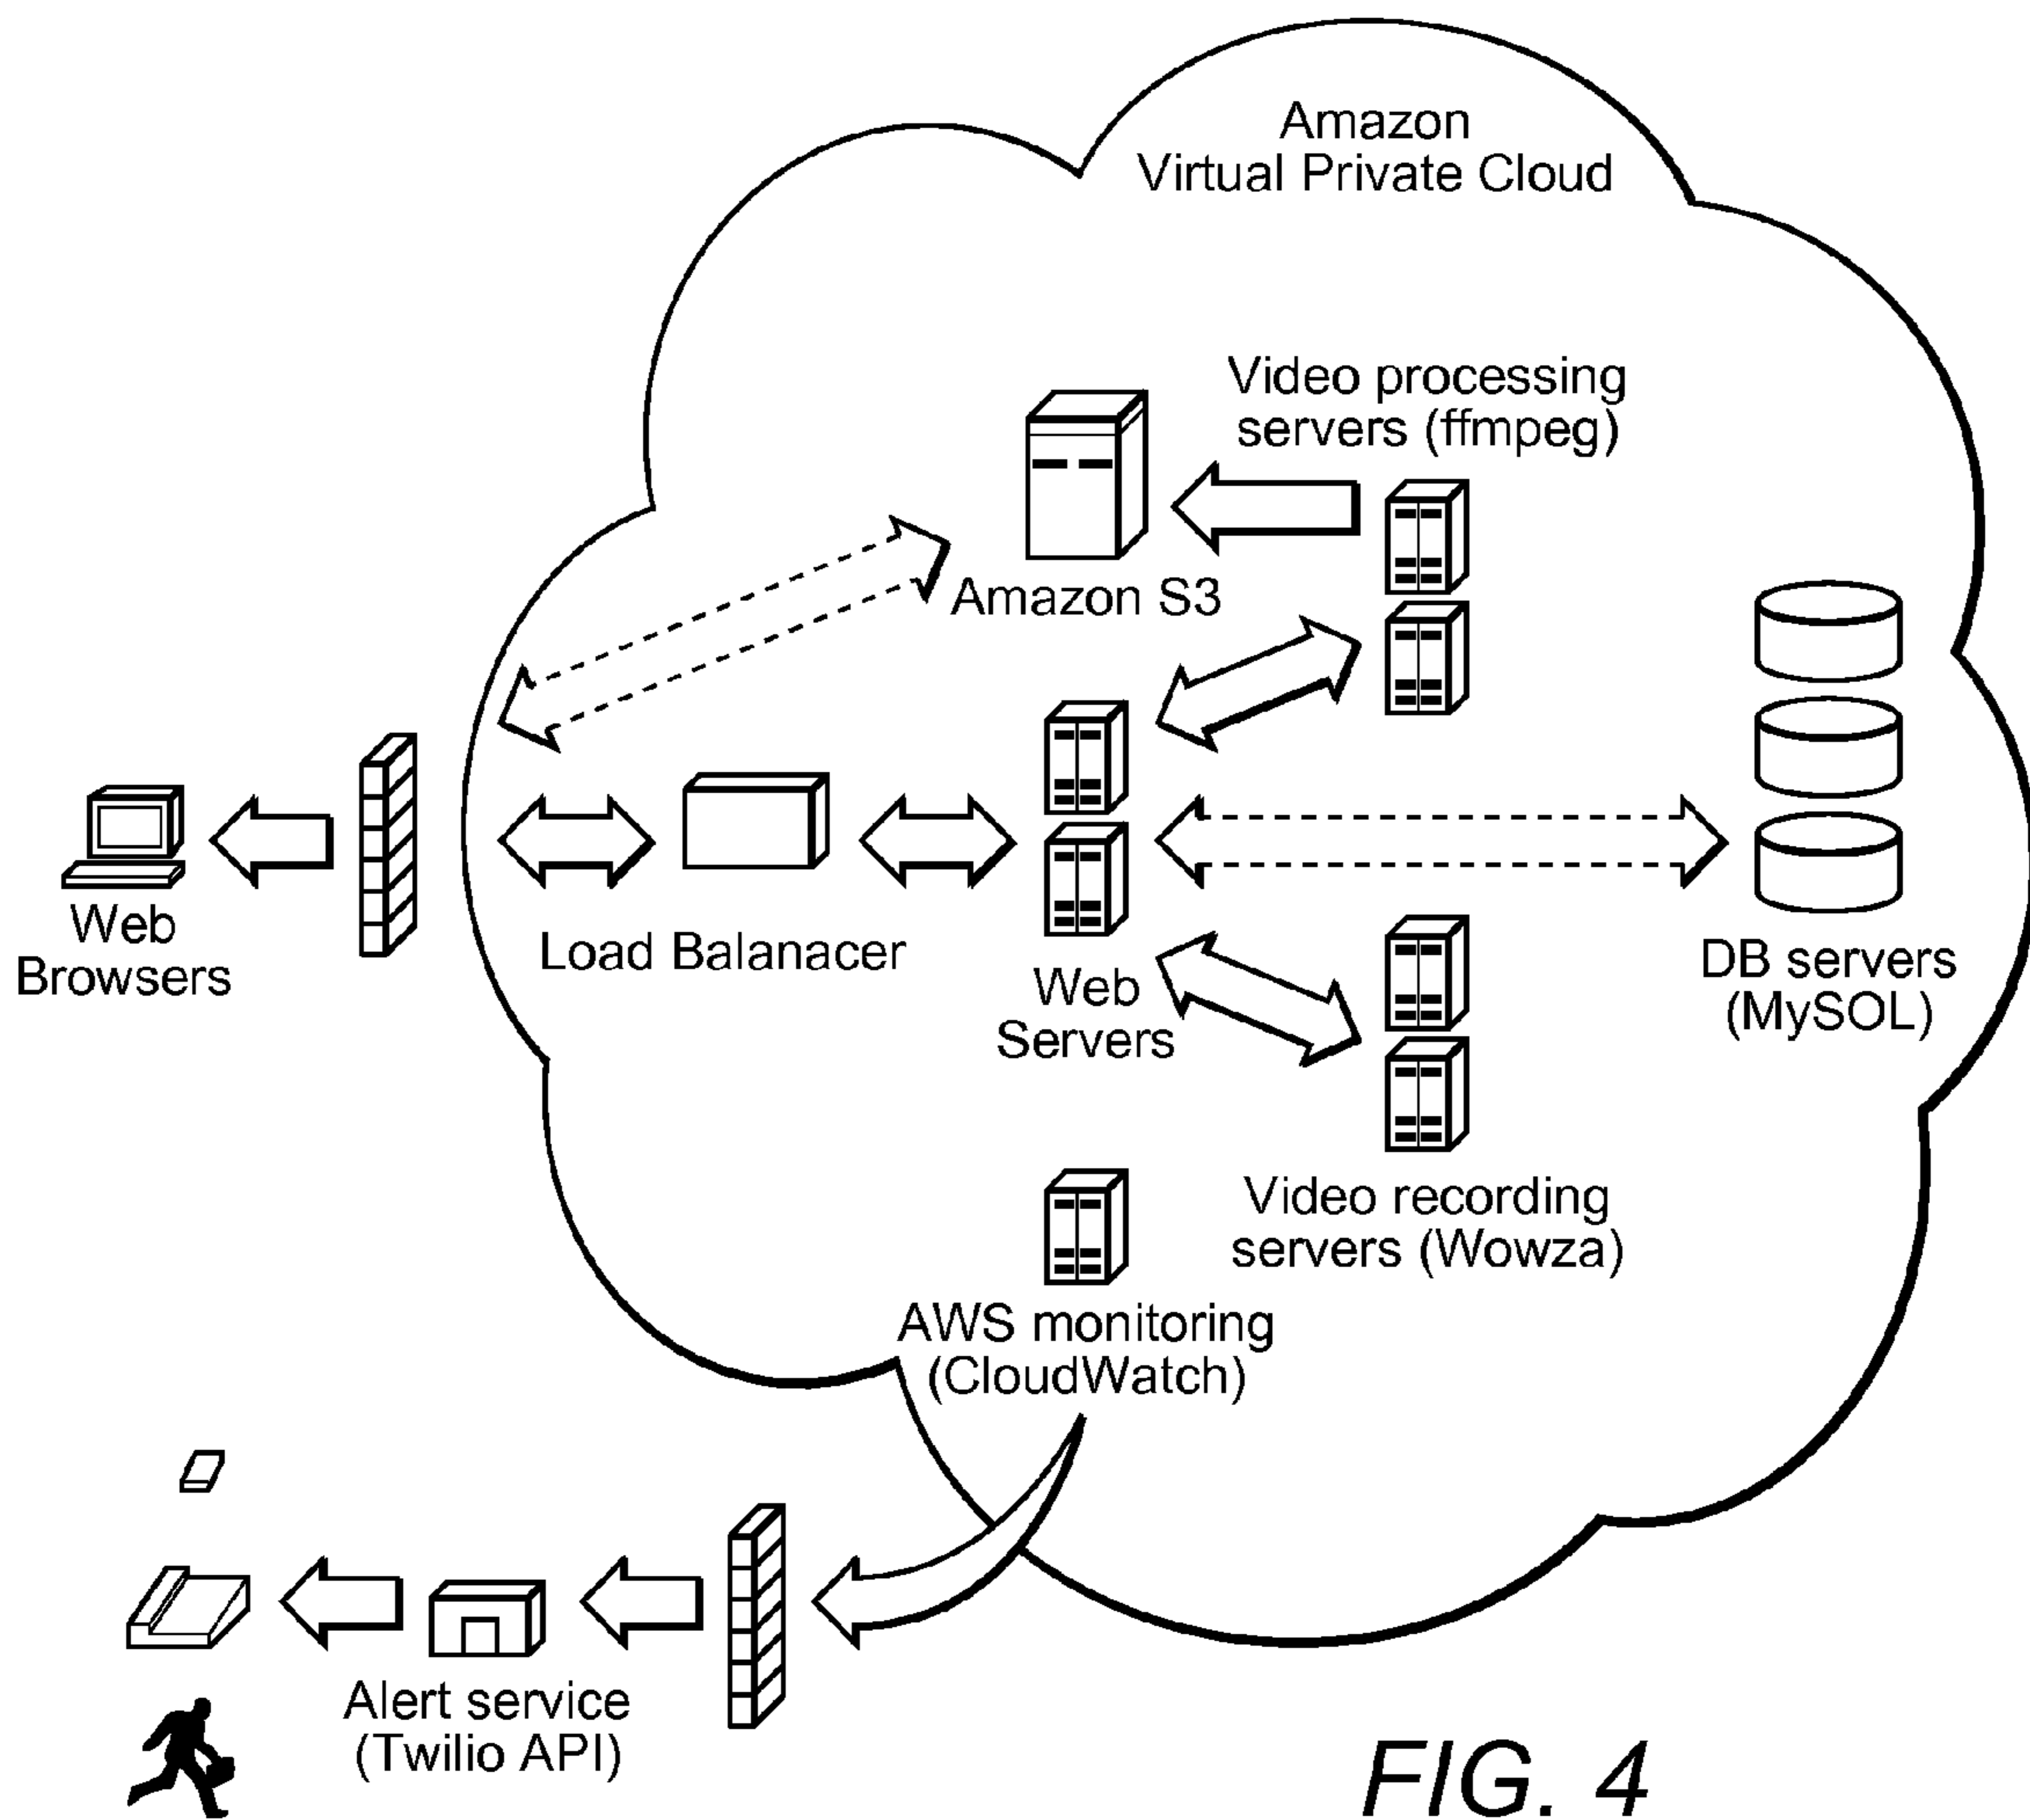 Amazon
Virtual Private Cloud
Video processing
servers (ffmpeg)
Amazon S3
Web
Browsers
Load Balanacer
Web
Servers
DB servers
(MySOL)
Video recording
servers (Wowza)
AWS monitoring
(CloudWatch)
Alert service
(Twilio API)
FIG. 4